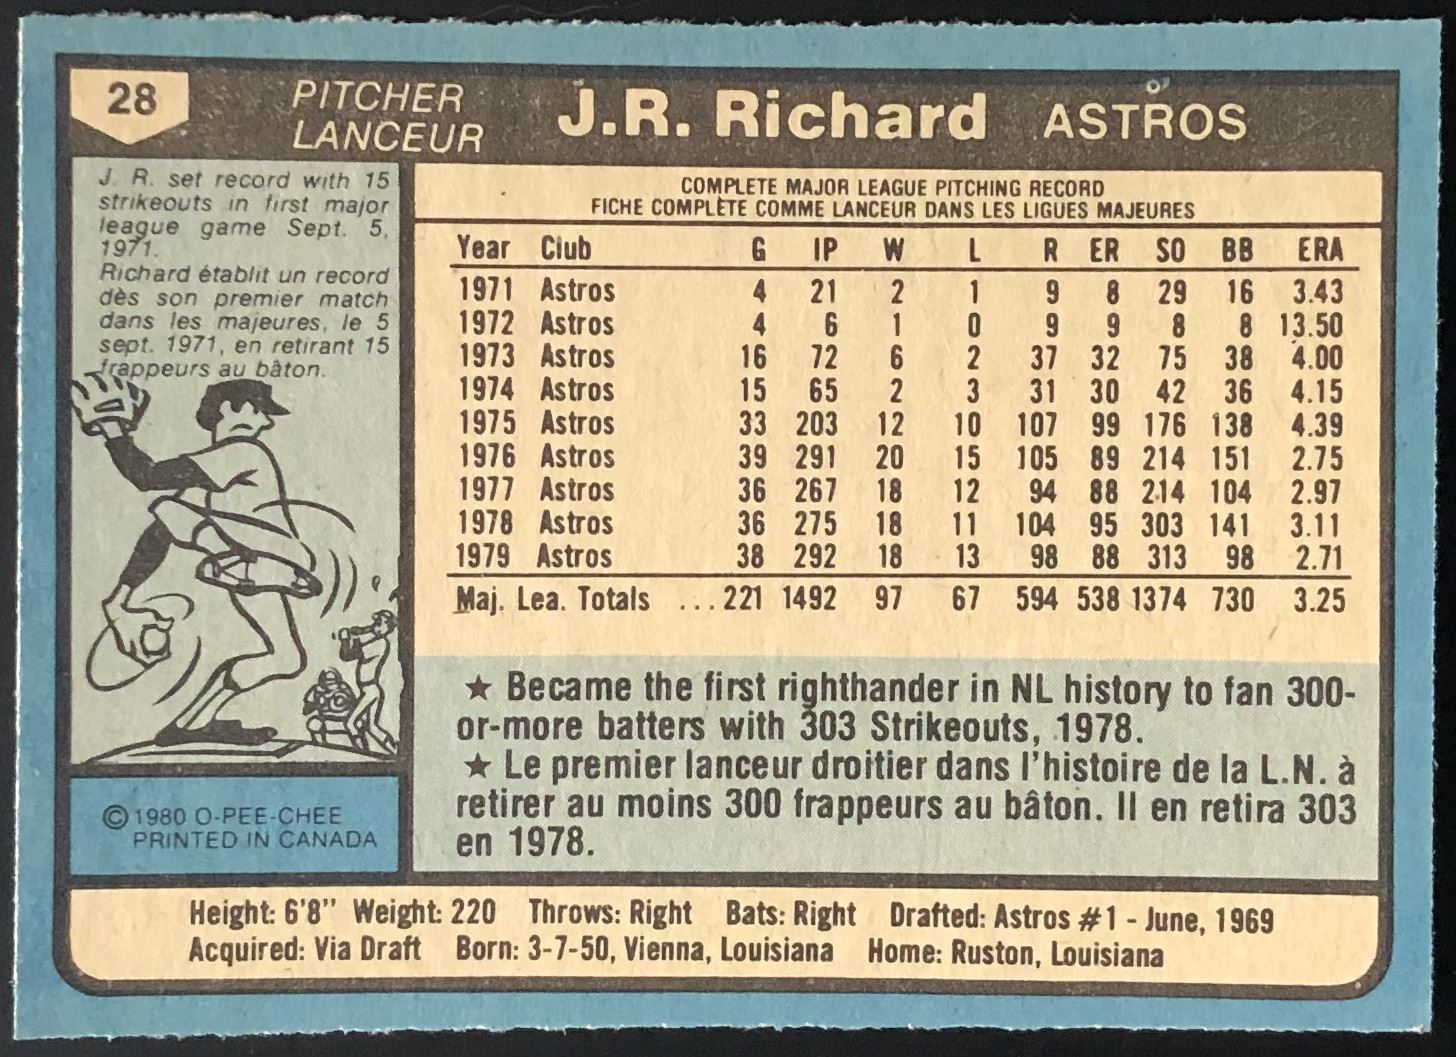 28
PITCHER
LANCEUR
J.R. Richard ASTROS
J. R. set record with 15
strikeouts in first major
league game Sept. 5,
1971.
Richard établit un record
dès son premier match
dans les majeures, le 5
sept. 1971, en retirant 15
frappeurs au bâton.
© 1980 O-PEE-CHEE
PRINTED IN CANADA
COMPLETE MAJOR LEAGUE PITCHING RECORD
FICHE COMPLÈTE COMME LANCEUR DANS LES LIGUES MAJEURES
Year Club G IP W L R ER SO BB ERA
1971 Astros 4 21 2 1 9 8 29 16 3.43
1972 Astros 4 6 1 0 9 9 8 8 13.50
1973 Astros 16 72 6 2 37 32 75 38 4.00
1974 Astros 15 65 2 3 31 30 42 36 4.15
1975 Astros 33 203 12 10 107 99 176 138 4.39
1976 Astros 39 291 20 15 105 89 214 151 2.75
1977 Astros 36 267 18 12 94 88 214 104 2.97
1978 Astros 36 275 18 11 104 95 303 141 3.11
1979 Astros 38 292 18 13 98 88 313 98 2.71
Maj. Lea. Totals ...221 1492 97 67 594 538 1374 730 3.25
★ Became the first righthander in NL history to fan 300-
or-more batters with 303 Strikeouts, 1978.
★ Le premier lanceur droitier dans l'histoire de la L.N. à
retirer au moins 300 frappeurs au bâton. Il en retira 303
en 1978.
Height: 6'8" Weight: 220 Throws: Right Bats: Right Drafted: Astros #1 - June, 1969
Acquired: Via Draft Born: 3-7-50, Vienna, Louisiana Home: Ruston, Louisiana